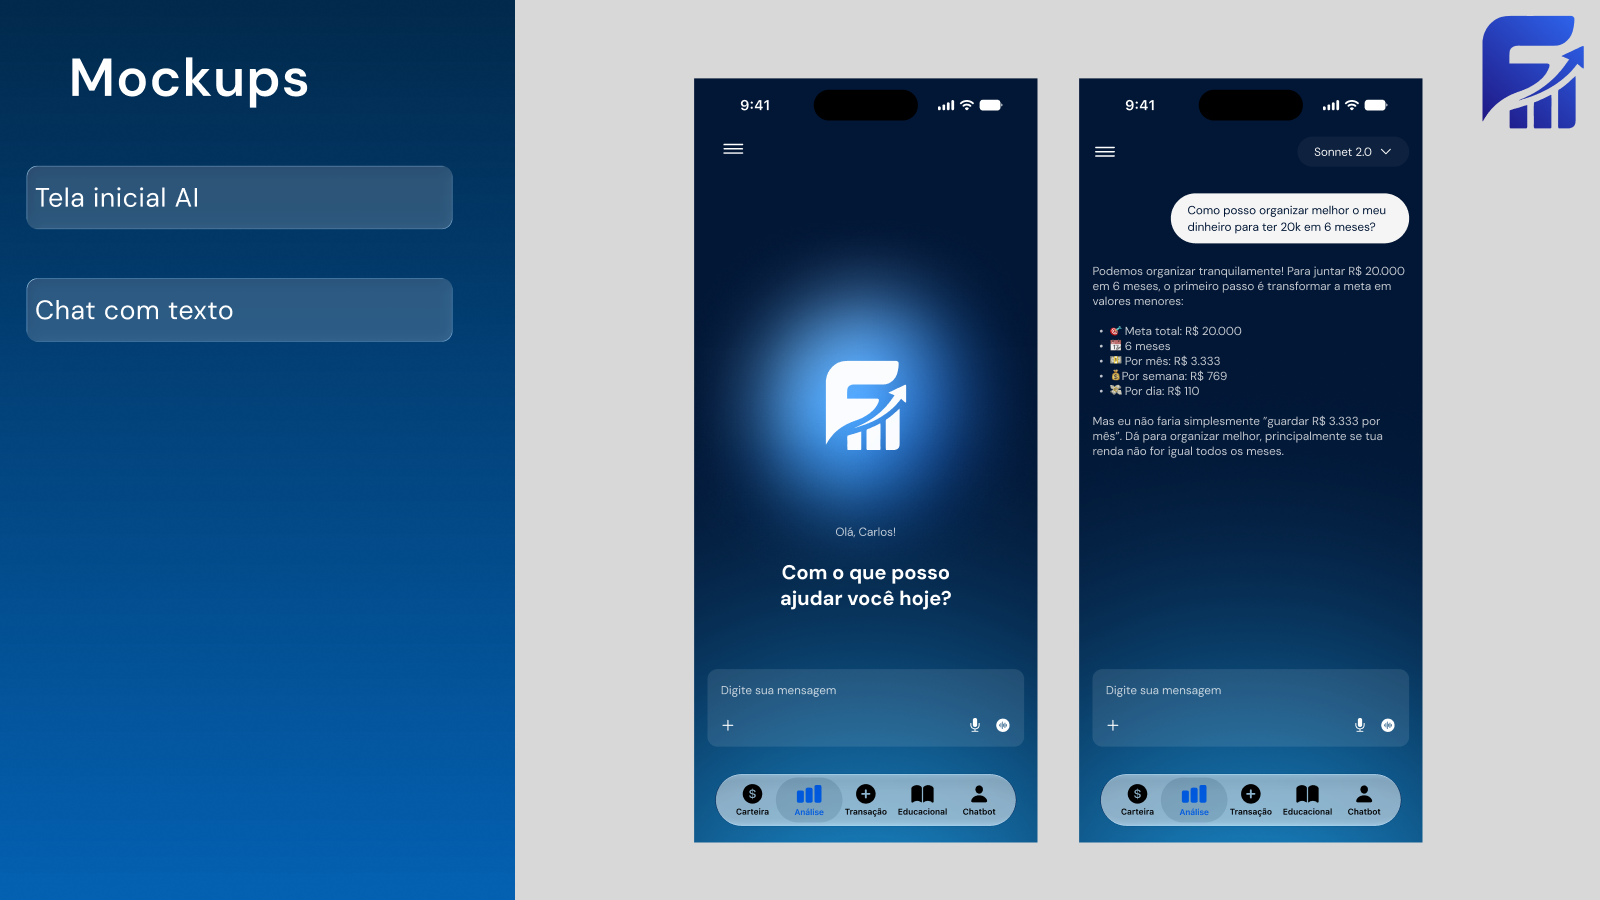 Mockups
Tela inicial AI
Chat com texto
9:41
Olá, Carlos!
Com o que posso
ajudar você hoje?
Digite sua mensagem
Carteira
Análise
Transação
Educacional
Chatbot
9:41
Sonnet 2.0
Como posso organizar melhor o meu
dinheiro para ter 20k em 6 meses?
Podemos organizar tranquilamente! Para juntar R$ 20.000
em 6 meses, o primeiro passo é transformar a meta em
valores menores:
• 🎯 Meta total: R$ 20.000
• 📆 6 meses
• 💵 Por mês: R$ 3.333
• 💰Por semana: R$ 769
• 💸 Por dia: R$ 110
Mas eu não faria simplesmente “guardar R$ 3.333 por
mês”. Dá para organizar melhor, principalmente se tua
renda não for igual todos os meses.
Digite sua mensagem
Carteira
Análise
Transação
Educacional
Chatbot